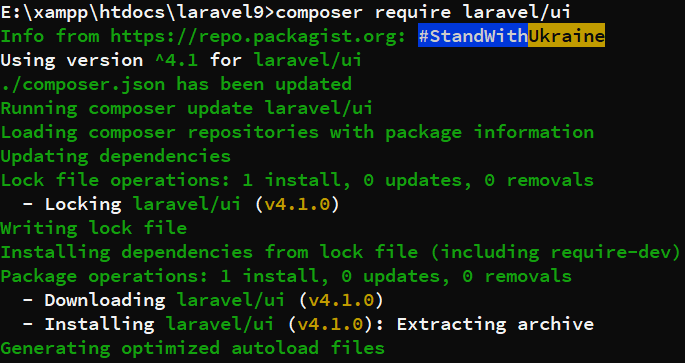 E:\xampp\htdocs\laravel9>composer require laravel/ui
Info from https://repo.packagist.org: #StandWithUkraine
Using version ^4.1 for laravel/ui
./composer.json has been updated
Running composer update laravel/ui
Loading composer repositories with package information
Updating dependencies
Lock file operations: 1 install, 0 updates, 0 removals
  - Locking laravel/ui (v4.1.0)
Writing lock file
Installing dependencies from lock file (including require-dev)
Package operations: 1 install, 0 updates, 0 removals
  - Downloading laravel/ui (v4.1.0)
  - Installing laravel/ui (v4.1.0): Extracting archive
Generating optimized autoload files